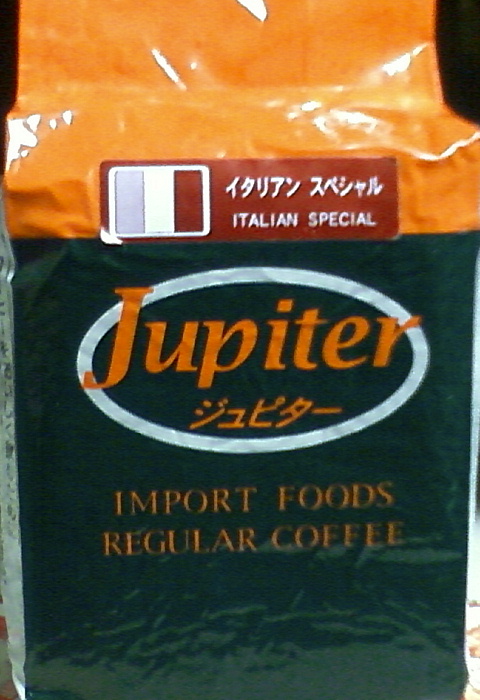 イタリアン スペシャル
ITALIAN SPECIAL
Jupiter
ジュピター
IMPORT FOODS
REGULAR COFFEE